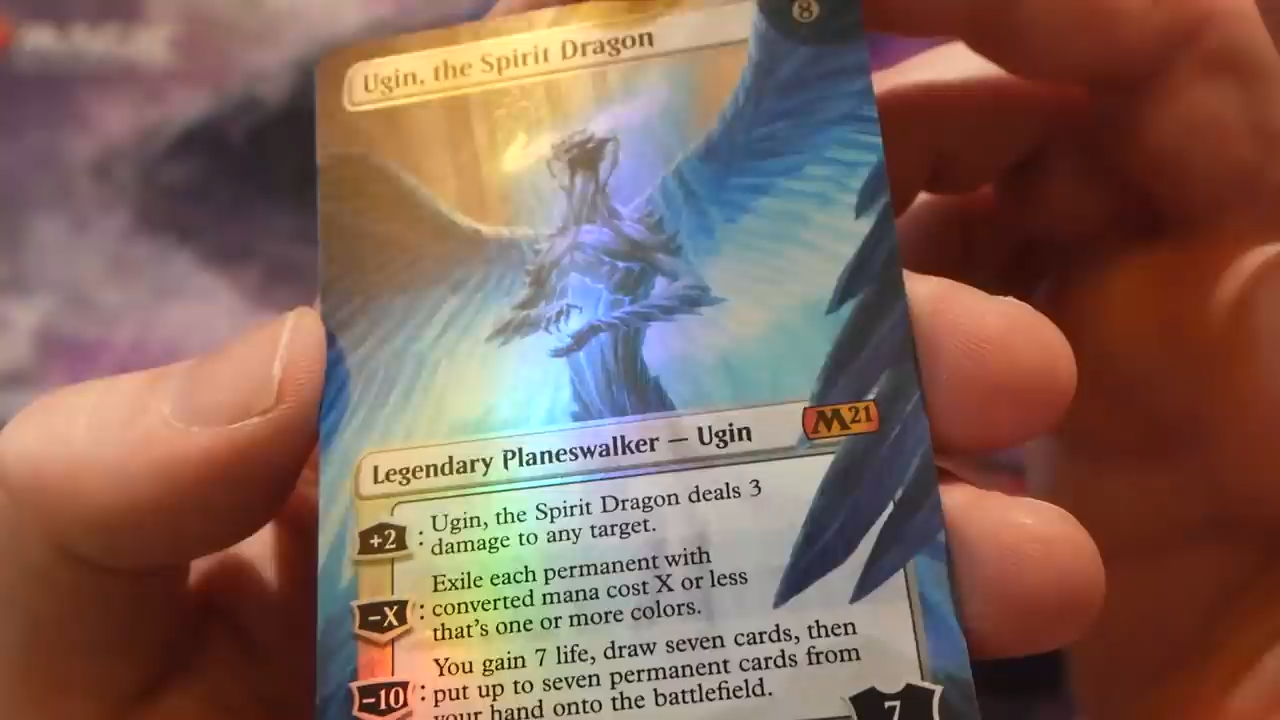 Ugin, the Spirit Dragon
8
Legendary Planeswalker — Ugin
M21
+2 : Ugin, the Spirit Dragon deals 3
damage to any target.
Exile each permanent with
-X : converted mana cost X or less
that's one or more colors.
You gain 7 life, draw seven cards, then
-10 : put up to seven permanent cards from
your hand onto the battlefield.
7